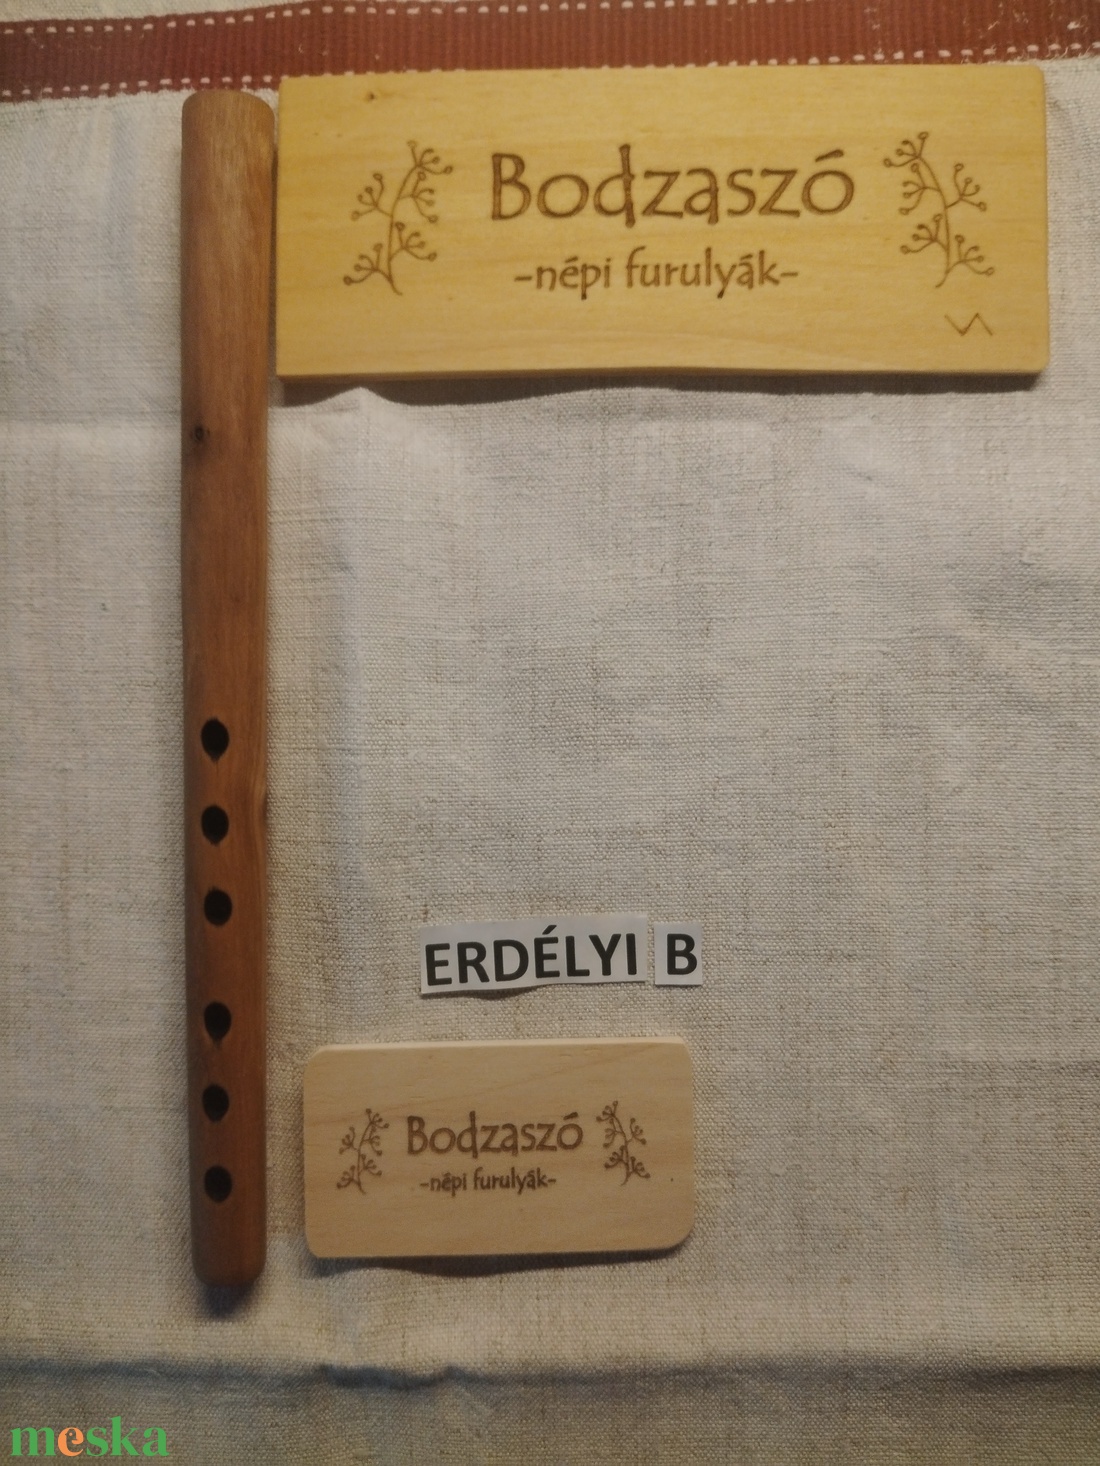 Bodzaszó
-népi furulyák-
ERDÉLYI B
Bodzaszó
-népi furulyák-
meska